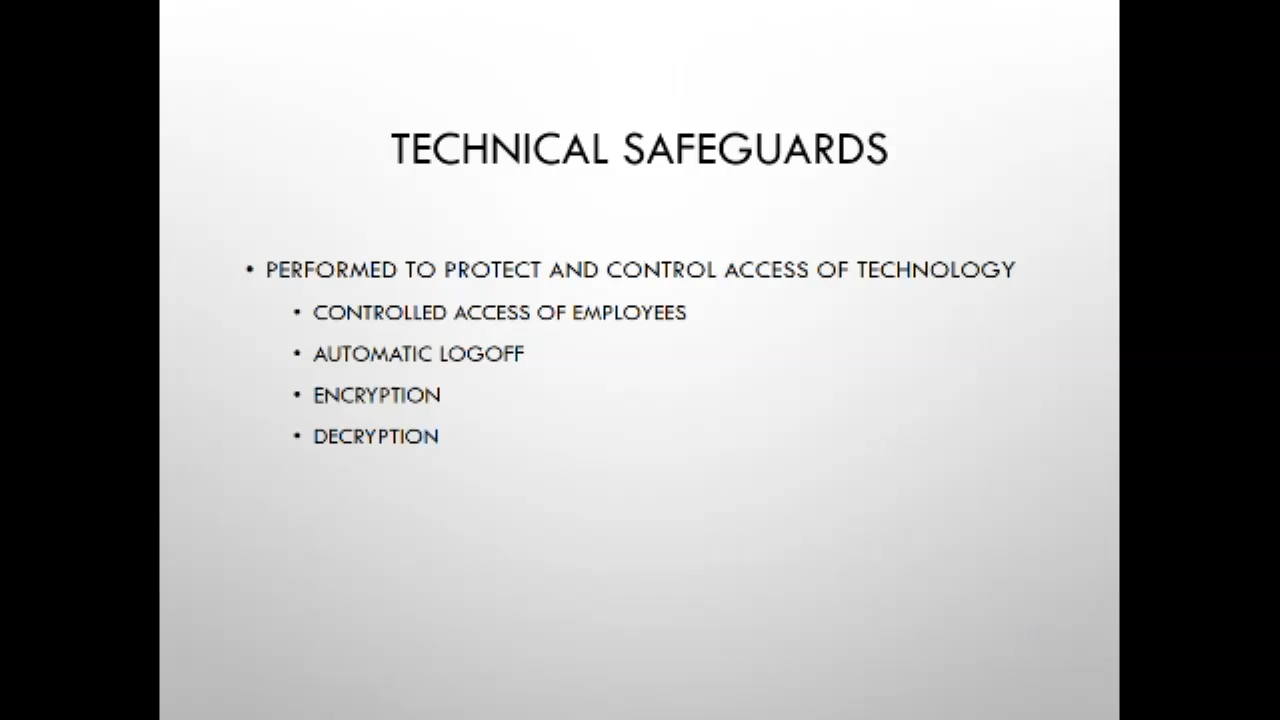 TECHNICAL SAFEGUARDS
• PERFORMED TO PROTECT AND CONTROL ACCESS OF TECHNOLOGY
• CONTROLLED ACCESS OF EMPLOYEES
• AUTOMATIC LOGOFF
• ENCRYPTION
• DECRYPTION